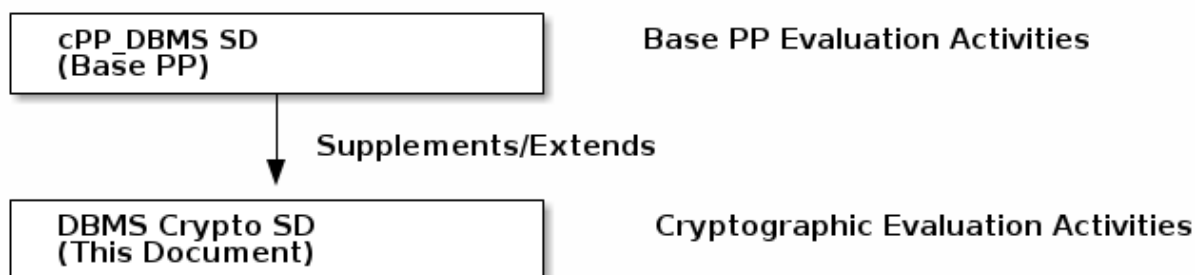 cPP_DBMS SD
(Base PP)
Base PP Evaluation Activities
Supplements/Extends
DBMS Crypto SD
(This Document)
Cryptographic Evaluation Activities